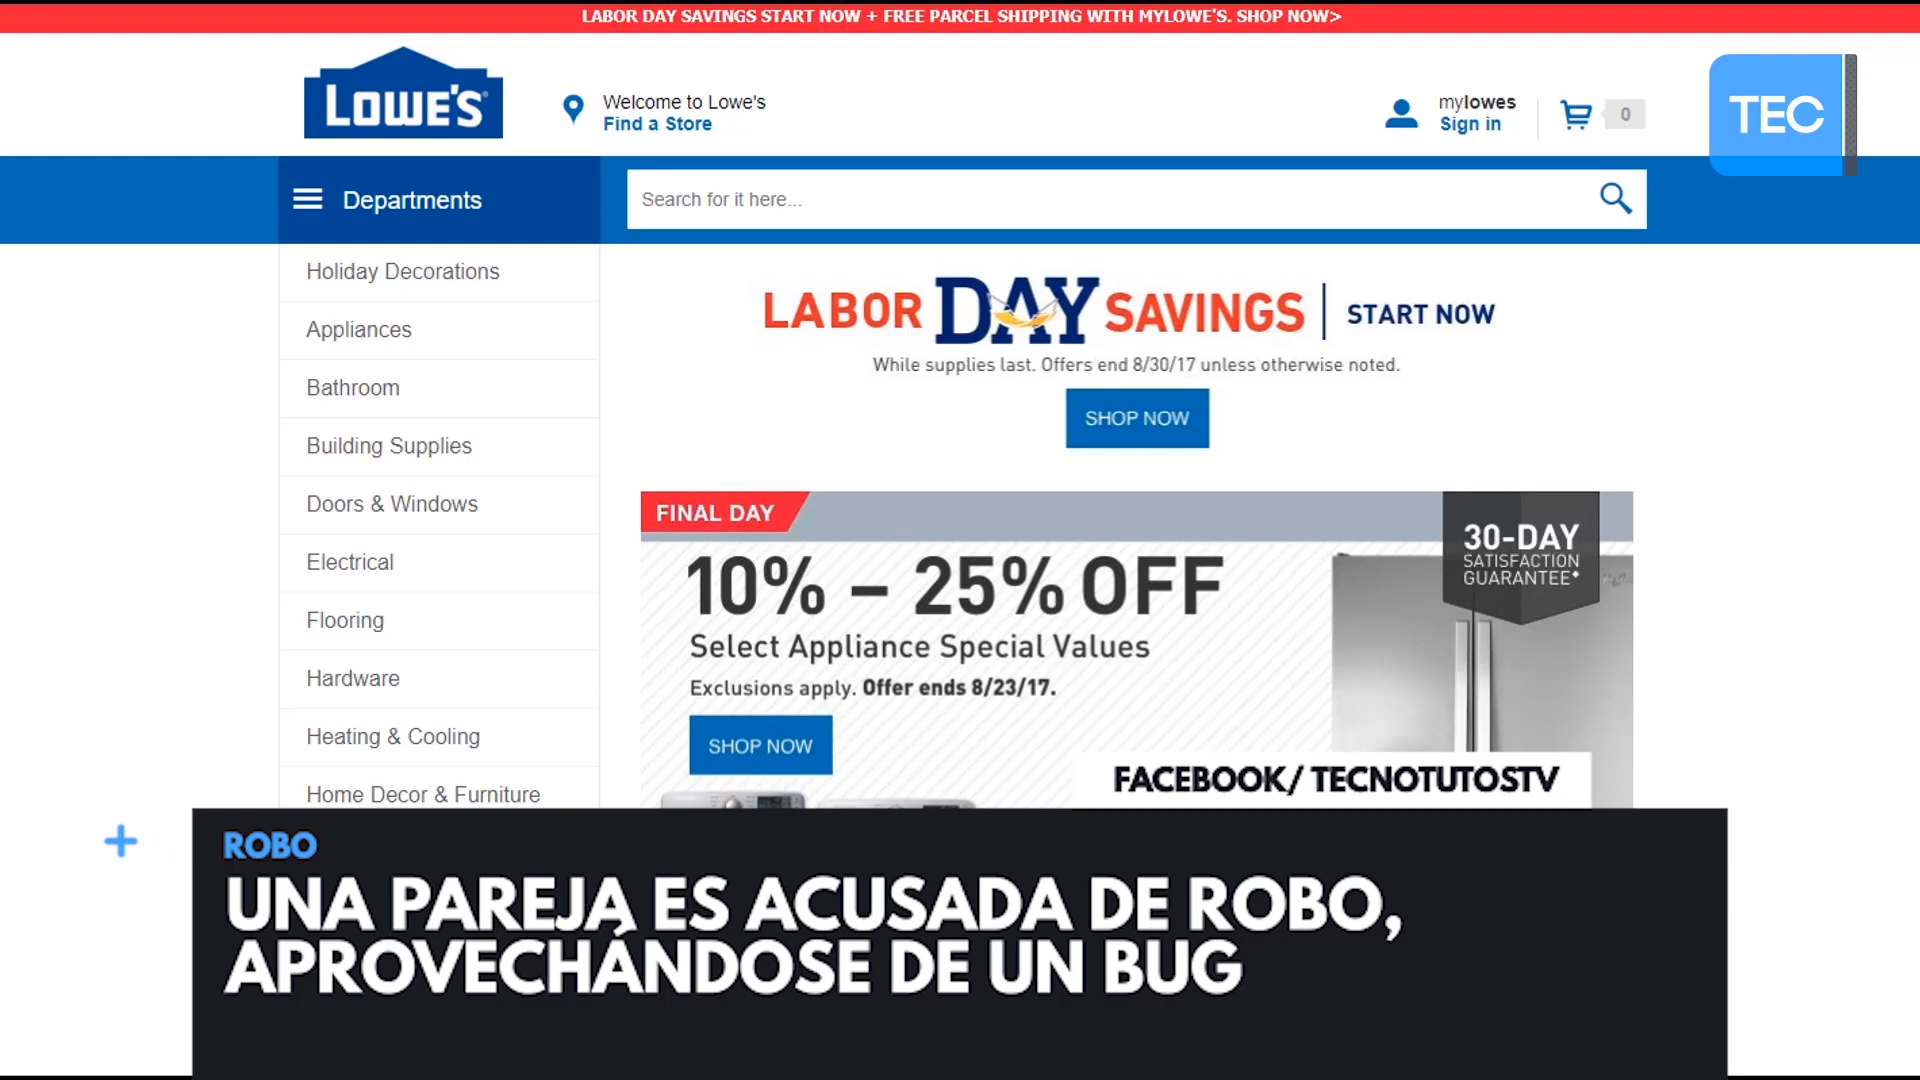 LABOR DAY SAVINGS START NOW + FREE PARCEL SHIPPING WITH MYLOWE'S. SHOP NOW>
LOWE'S
Welcome to Lowe's
Find a Store
mylowes
Sign in
0
TEC
Departments
Search for it here...
Holiday Decorations
Appliances
Bathroom
Building Supplies
Doors & Windows
Electrical
Flooring
Hardware
Heating & Cooling
Home Decor & Furniture
LABOR DAY SAVINGS | START NOW
While supplies last. Offers end 8/30/17 unless otherwise noted.
SHOP NOW
FINAL DAY
30-DAY
SATISFACTION
GUARANTEE*
10% – 25% OFF
Select Appliance Special Values
Exclusions apply. Offer ends 8/23/17.
SHOP NOW
FACEBOOK/ TECNOTUTOSTV
ROBO
UNA PAREJA ES ACUSADA DE ROBO,
APROVECHÁNDOSE DE UN BUG